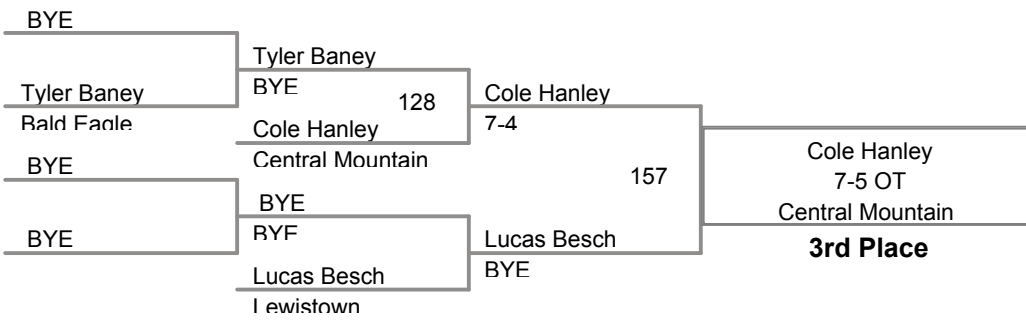 BYE
Tyler Baney
Bald Eagle
BYE
BYE
Tyler Baney
BYE
128
Cole Hanley
Central Mountain
BYE
BYE
Lucas Besch
Lewistown
Cole Hanley
7-4
157
Lucas Besch
BYE
Cole Hanley
7-5 OT
Central Mountain
3rd Place